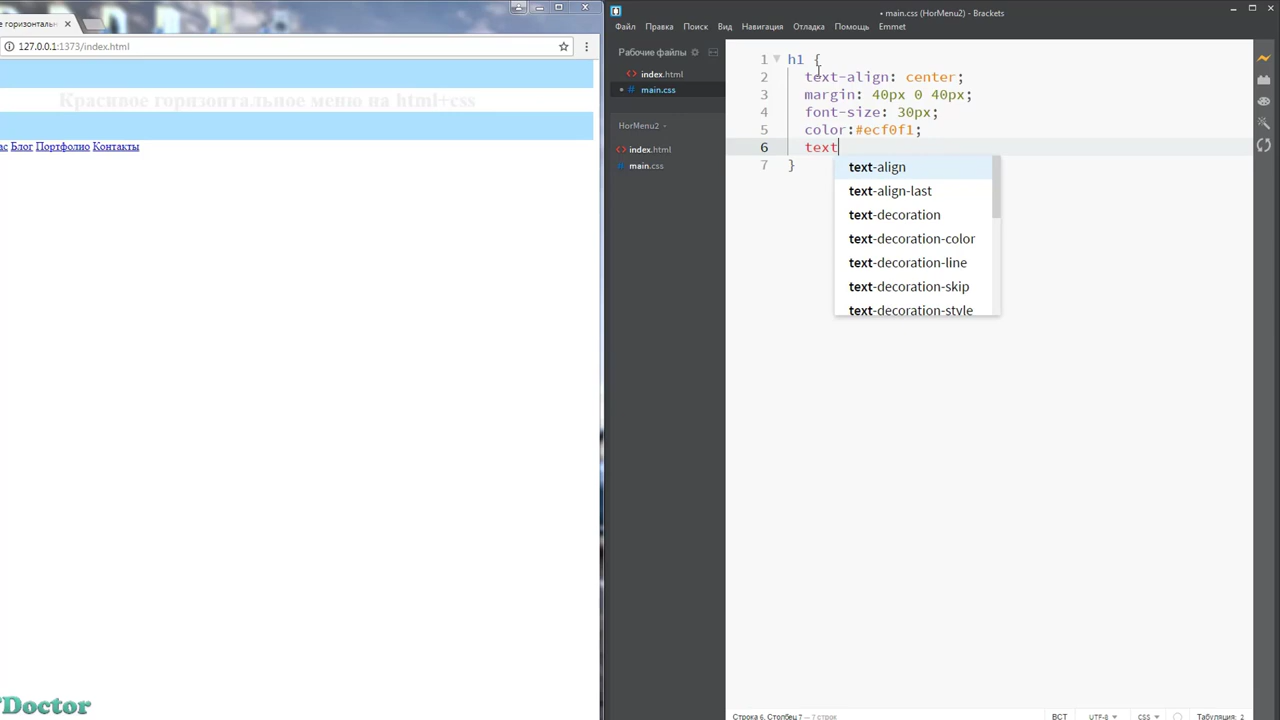 е горизонталь
127.0.0.1:1373/index.html
Красивое горизонтальное меню на html+css
ас Блог Портфолио Контакты
Doctor
• main.css (HorMenu2) - Brackets
Файл Правка Поиск Вид Навигация Отладка Помощь Emmet
Рабочие файлы
index.html
main.css
HorMenu2
index.html
main.css
1 h1 {
2 text-align: center;
3 margin: 40px 0 40px;
4 font-size: 30px;
5 color:#ecf0f1;
6 text
7 }
text-align
text-align-last
text-decoration
text-decoration-color
text-decoration-line
text-decoration-skip
text-decoration-style
Строка 6, Столбец 7 — 7 строк
ВСТ UTF-8 CSS Табуляция: 2